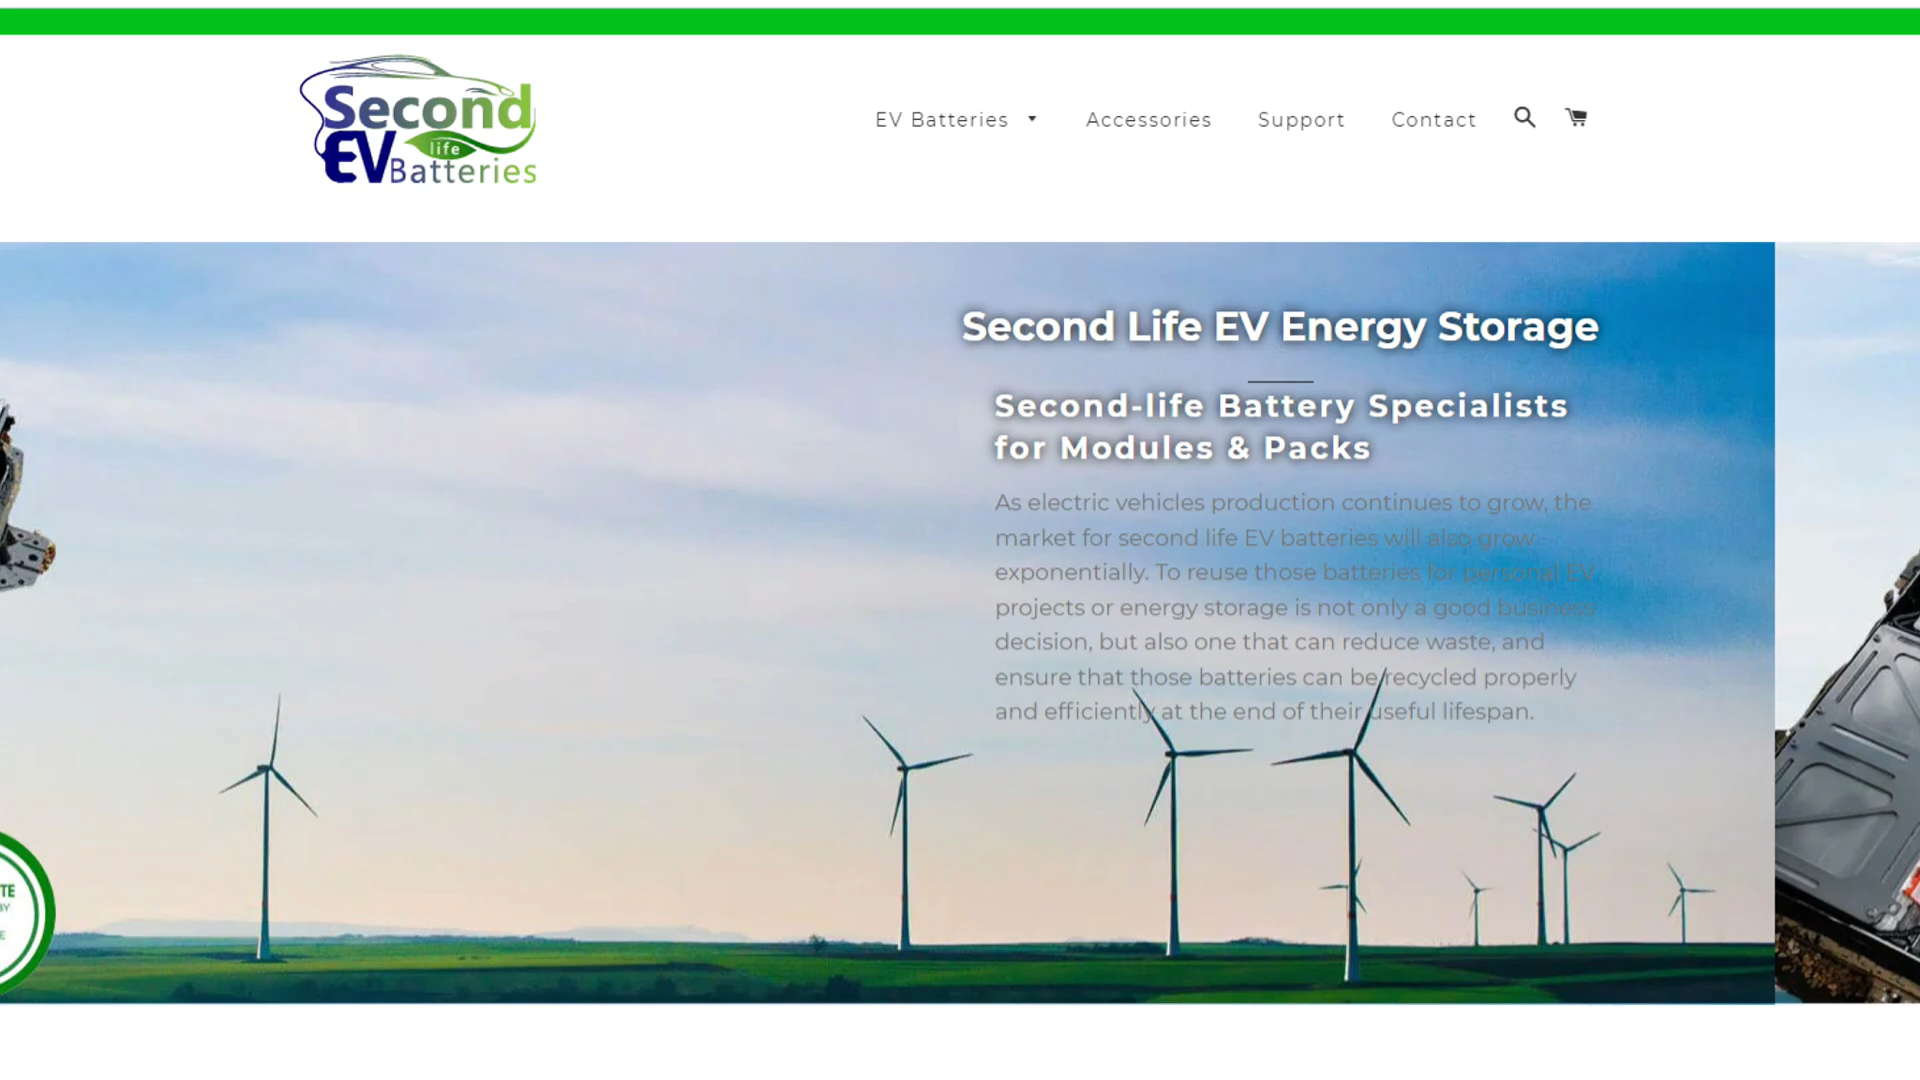 Second
life
EV Batteries
EV Batteries
Accessories
Support
Contact
Second Life EV Energy Storage
Second-life Battery Specialists
for Modules & Packs
As electric vehicles production continues to grow, the
market for second life EV batteries will also grow
exponentially. To reuse those batteries for personal EV
projects or energy storage is not only a good business
decision, but also one that can reduce waste, and
ensure that those batteries can be recycled properly
and efficiently at the end of their useful lifespan.